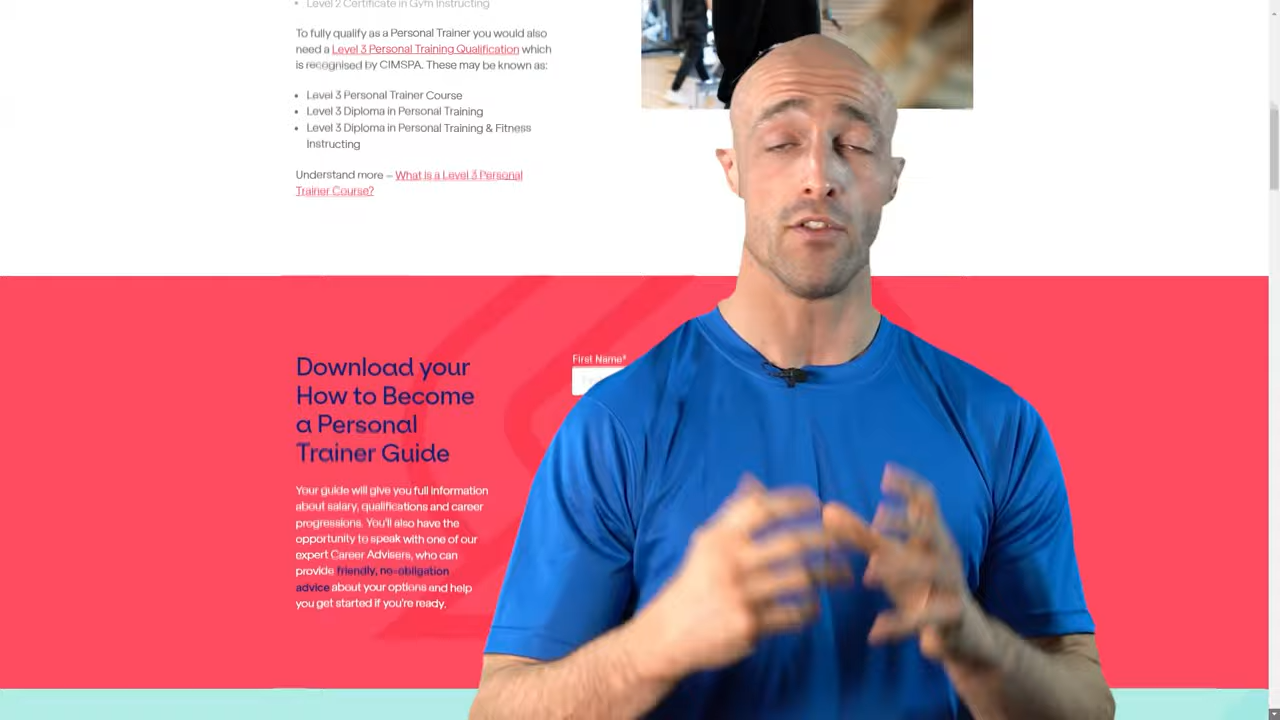 Level 2 Certificate in Gym Instructing
To fully qualify as a Personal Trainer you would also
need a Level 3 Personal Training Qualification which
is recognised by CIMSPA. These may be known as:
Level 3 Personal Trainer Course
Level 3 Diploma in Personal Training
Level 3 Diploma in Personal Training & Fitness
Instructing
Understand more – What is a Level 3 Personal
Trainer Course?
Download your
How to Become
a Personal
Trainer Guide
Your guide will give you full information
about salary, qualifications and career
progressions. You'll also have the
opportunity to speak with one of our
expert Career Advisers, who can
provide friendly, no-obligation
advice about your options and help
you get started if you're ready.
First Name*